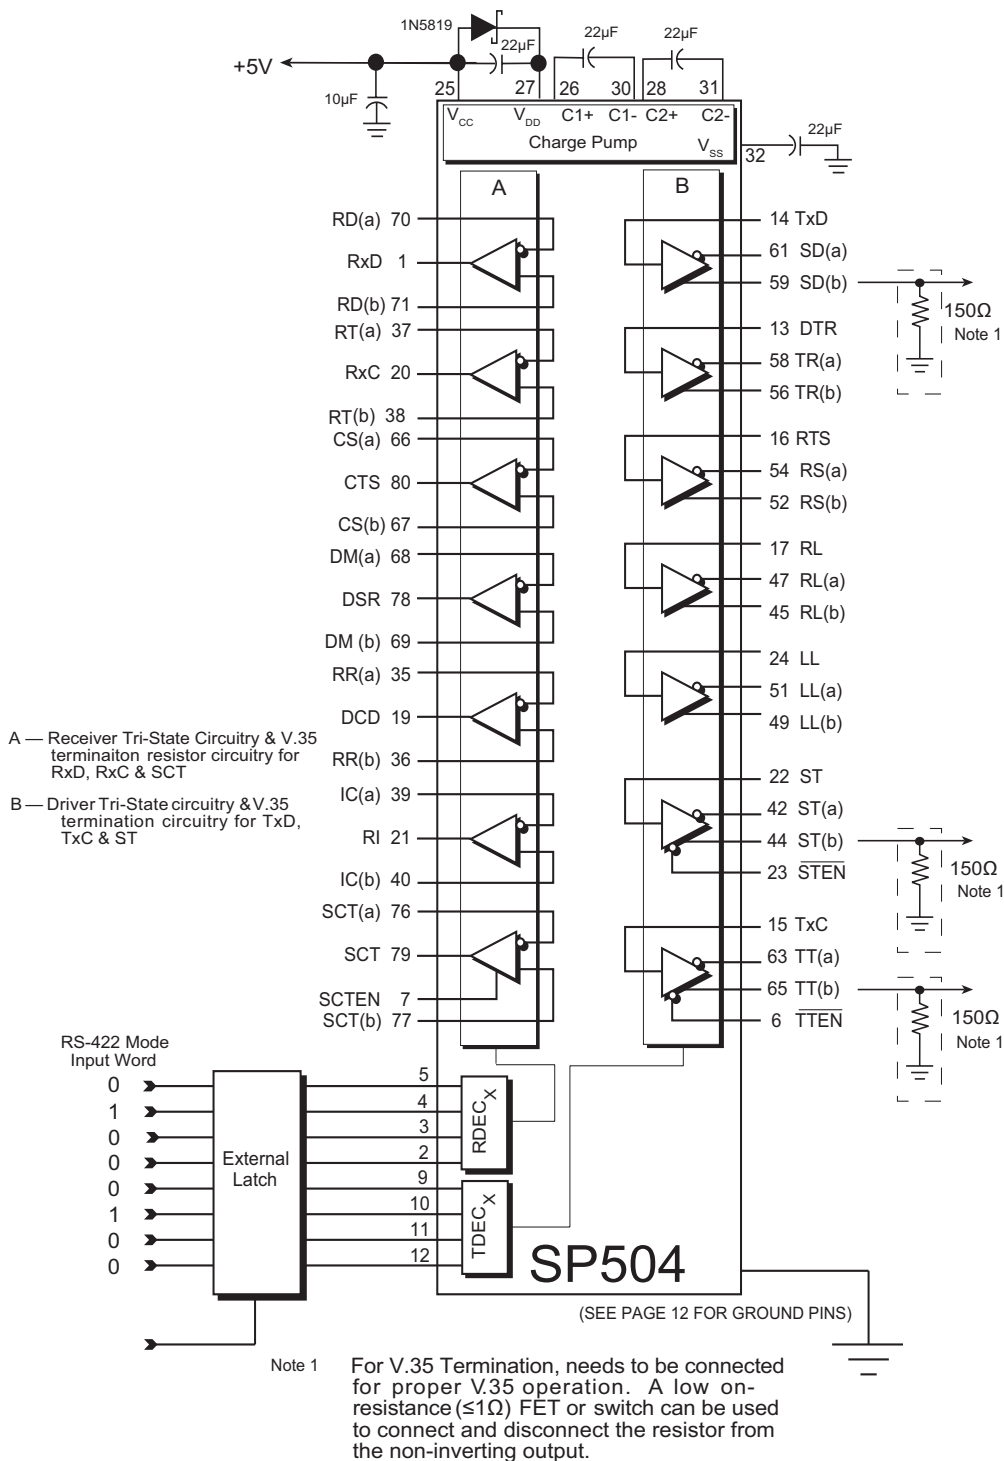 1N5819
22µF
22µF
22µF
+5V
10µF
25
27
26
30
28
31
VCC
VDD
C1+
C1-
C2+
C2-
Charge Pump
VSS
32
22µF
A
B
RD(a) 70
RxD 1
RD(b) 71
RT(a) 37
RxC 20
RT(b) 38
CS(a) 66
CTS 80
CS(b) 67
DM(a) 68
DSR 78
DM (b) 69
RR(a) 35
DCD 19
RR(b) 36
IC(a) 39
RI 21
IC(b) 40
SCT(a) 76
SCT 79
SCTEN 7
SCT(b) 77
14 TxD
61 SD(a)
59 SD(b)
13 DTR
58 TR(a)
56 TR(b)
16 RTS
54 RS(a)
52 RS(b)
17 RL
47 RL(a)
45 RL(b)
24 LL
51 LL(a)
49 LL(b)
22 ST
42 ST(a)
44 ST(b)
23 STEN
15 TxC
63 TT(a)
65 TT(b)
6 TTEN
150Ω
Note 1
150Ω
Note 1
150Ω
Note 1
A — Receiver Tri-State Circuitry & V.35
terminaiton resistor circuitry for
RxD, RxC & SCT
B — Driver Tri-State circuitry & V.35
termination circuitry for TxD,
TxC & ST
RS-422 Mode
Input Word
0
1
0
0
0
1
0
0
External
Latch
5
4
3
2
9
10
11
12
RDECX
TDECX
SP504
(SEE PAGE 12 FOR GROUND PINS)
Note 1
For V.35 Termination, needs to be connected
for proper V.35 operation. A low on-
resistance (≤1Ω) FET or switch can be used
to connect and disconnect the resistor from
the non-inverting output.